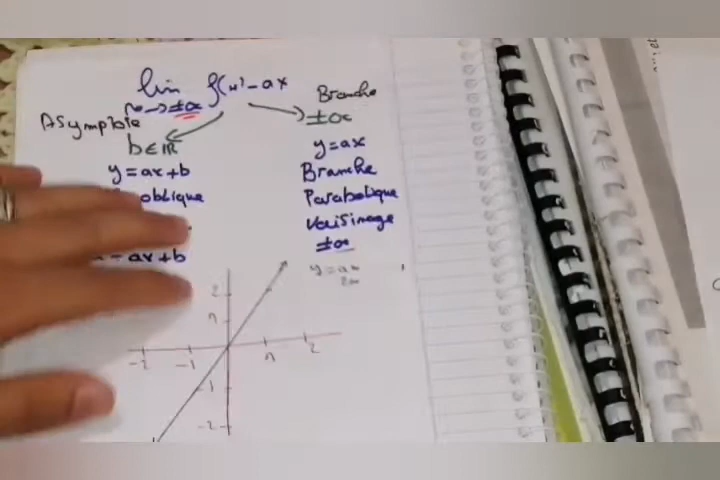 lim f(x) - ax
x → ±∞
Branche
±∞
Asymptote
b ∈ ℝ
y = ax + b
oblique
= ax + b
y = ax
Branche
Parabolique
Voisinage
±∞
y = ax
2
1
-2
-1
1
2
-1
-2